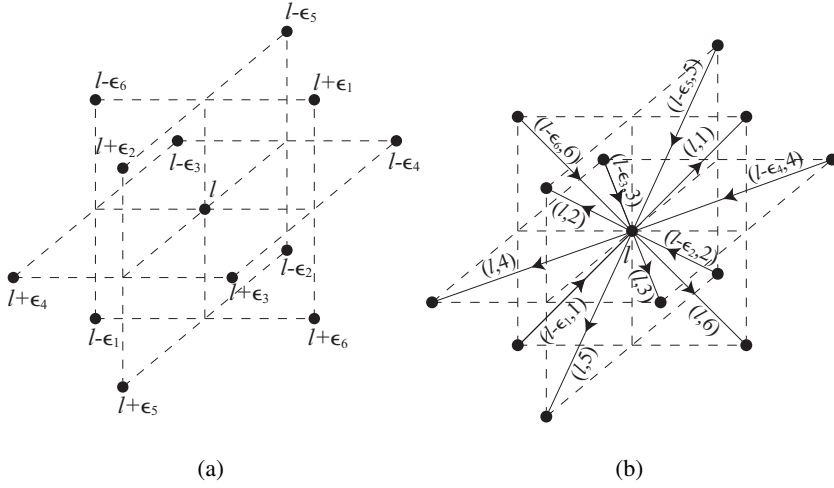 l-ϵ5
l-ϵ6
l+ϵ1
l+ϵ2
l-ϵ3
l-ϵ4
l
l-ϵ2
l+ϵ4
l+ϵ3
l-ϵ1
l+ϵ6
l+ϵ5
(a)
(l-ϵ5,5)
(l-ϵ6,6)
(l,1)
(l-ϵ3,3)
(l-ϵ4,4)
(l,2)
l
(l-ϵ2,2)
(l,4)
(l,3)
(l-ϵ1,1)
(l,6)
(l,5)
(b)